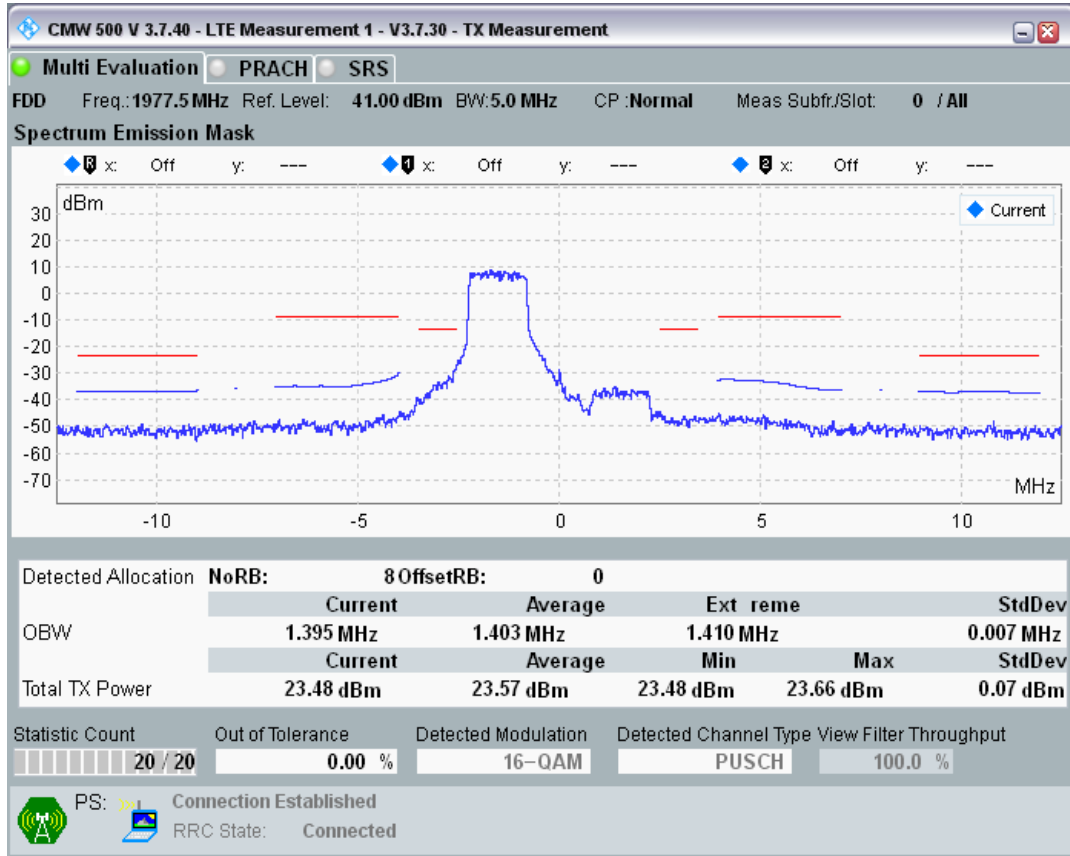 CMW 500 V 3.7.40 - LTE Measurement 1 - V3.7.30 - TX Measurement
Multi Evaluation PRACH SRS
FDD Freq.: 1977.5 MHz Ref. Level: 41.00 dBm BW: 5.0 MHz CP :Normal Meas Subfr./Slot: 0 / All
Spectrum Emission Mask
R x: Off y: --- 1 x: Off y: --- 2 x: Off y: ---
dBm
Current
30
20
10
0
-10
-20
-30
-40
-50
-60
-70
MHz
-10 -5 0 5 10
Detected Allocation NoRB: 8 OffsetRB: 0
Current Average Ext reme StdDev
OBW 1.395 MHz 1.403 MHz 1.410 MHz 0.007 MHz
Current Average Min Max StdDev
Total TX Power 23.48 dBm 23.57 dBm 23.48 dBm 23.66 dBm 0.07 dBm
Statistic Count Out of Tolerance Detected Modulation Detected Channel Type View Filter Throughput
20 / 20 0.00 % 16-QAM PUSCH 100.0 %
PS: Connection Established
RRC State: Connected